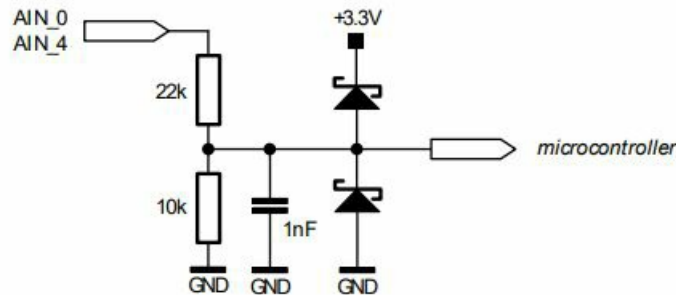 AIN_0
AIN_4
+3.3V
22k
microcontroller
10k
1nF
GND
GND
GND